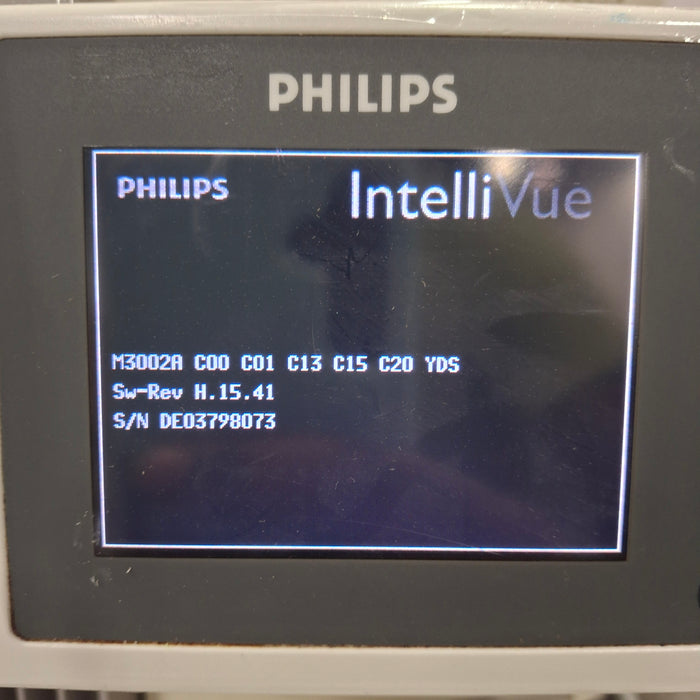 PHILIPS
PHILIPS IntelliVue
M3002A C00 C01 C13 C15 C20 YDS
Sw-Rev H.15.41
S/N DE03798073